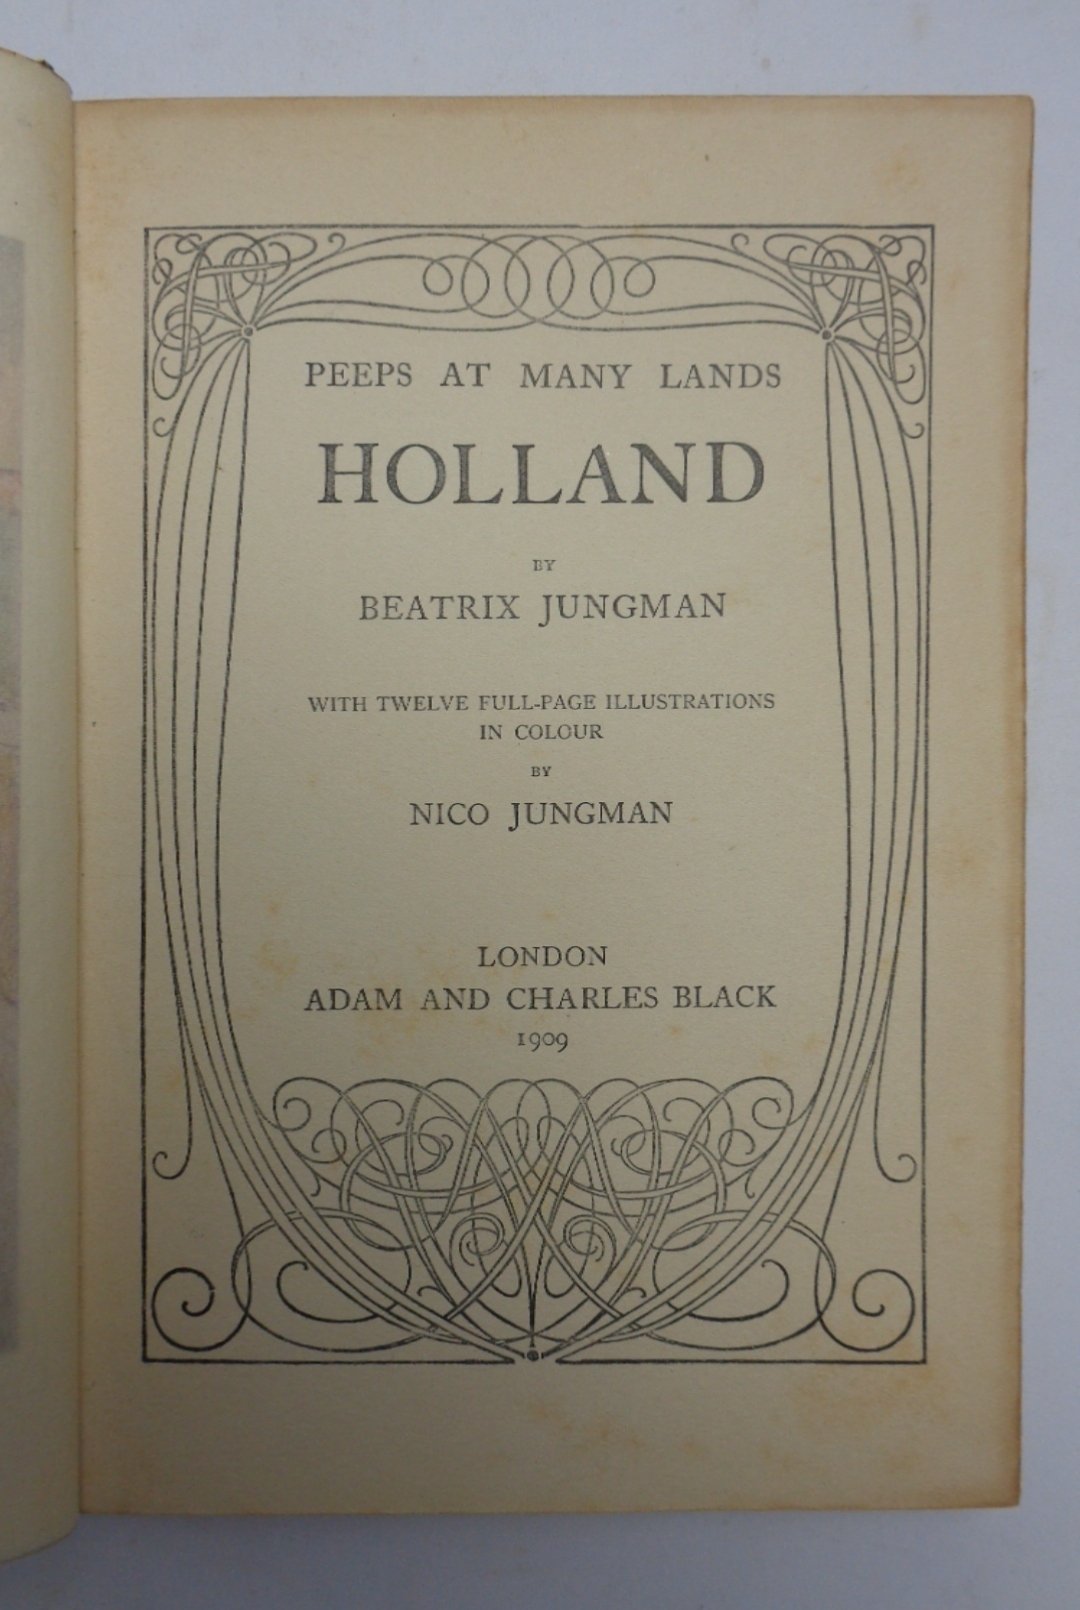 PEEPS AT MANY LANDS
HOLLAND
BY
BEATRIX JUNGMAN
WITH TWELVE FULL-PAGE ILLUSTRATIONS
IN COLOUR
BY
NICO JUNGMAN
LONDON
ADAM AND CHARLES BLACK
1909